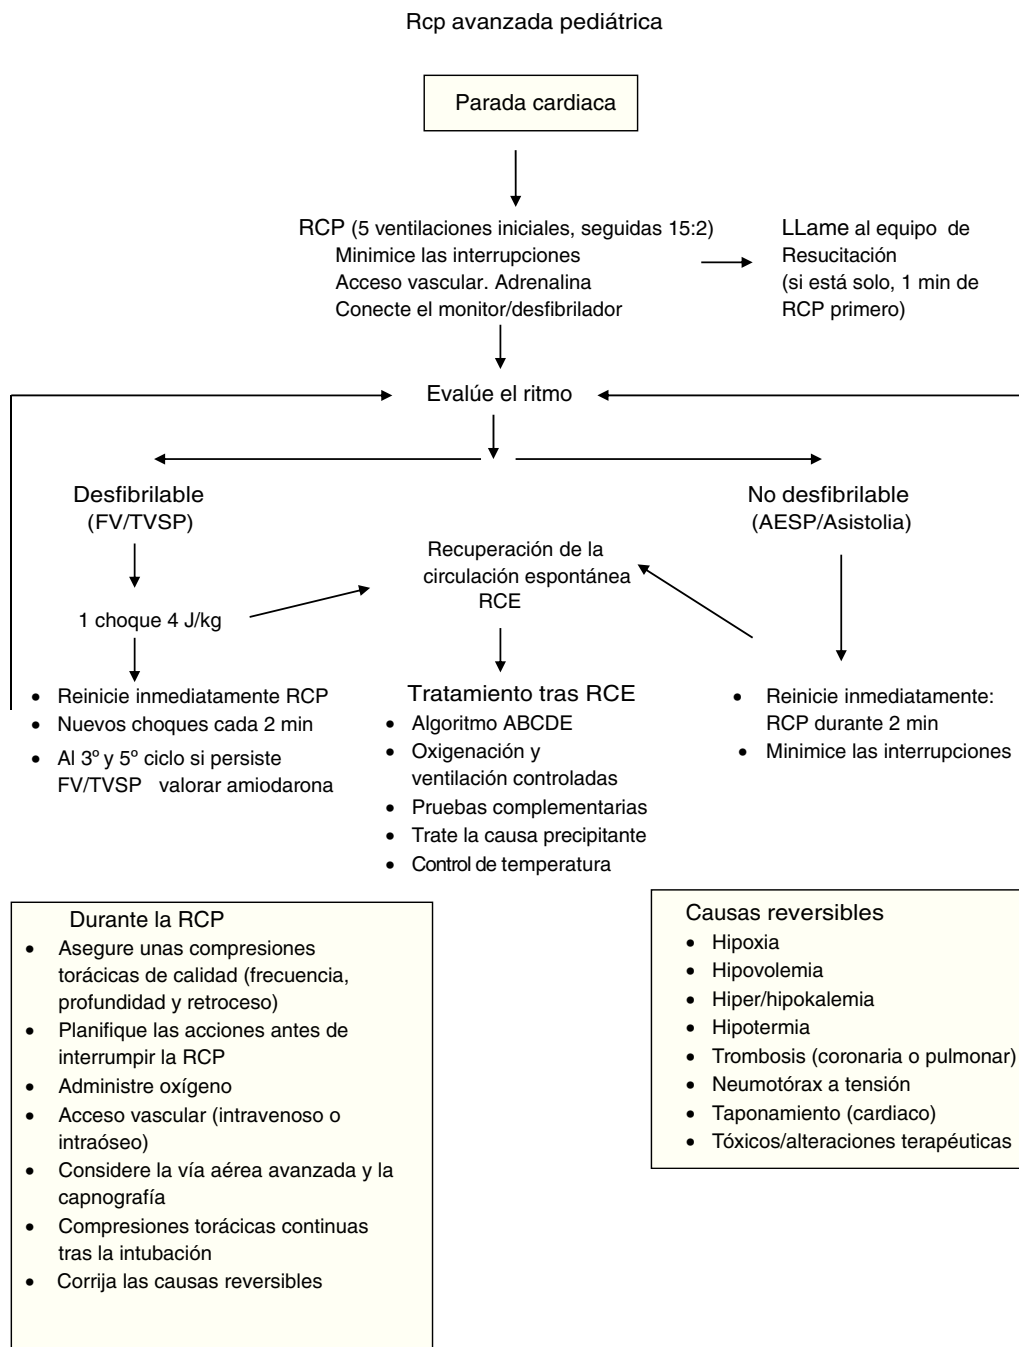 Rcp avanzada pediátrica
Parada cardiaca
RCP (5 ventilaciones iniciales, seguidas 15:2)
Minimice las interrupciones
Acceso vascular. Adrenalina
Conecte el monitor/desfibrilador
LLame al equipo de
Resucitación
(si está solo, 1 min de
RCP primero)
Evalúe el ritmo
Desfibrilable
(FV/TVSP)
No desfibrilable
(AESP/Asistolia)
Recuperación de la
circulación espontánea
RCE
1 choque 4 J/kg
• Reinicie inmediatamente RCP
• Nuevos choques cada 2 min
• Al 3º y 5º ciclo si persiste
FV/TVSP valorar amiodarona
Tratamiento tras RCE
• Algoritmo ABCDE
• Oxigenación y
ventilación controladas
• Pruebas complementarias
• Trate la causa precipitante
• Control de temperatura
• Reinicie inmediatamente:
RCP durante 2 min
• Minimice las interrupciones
Durante la RCP
• Asegure unas compresiones
torácicas de calidad (frecuencia,
profundidad y retroceso)
• Planifique las acciones antes de
interrumpir la RCP
• Administre oxígeno
• Acceso vascular (intravenoso o
intraóseo)
• Considere la vía aérea avanzada y la
capnografía
• Compresiones torácicas continuas
tras la intubación
• Corrija las causas reversibles
Causas reversibles
• Hipoxia
• Hipovolemia
• Hiper/hipokalemia
• Hipotermia
• Trombosis (coronaria o pulmonar)
• Neumotórax a tensión
• Taponamiento (cardiaco)
• Tóxicos/alteraciones terapéuticas